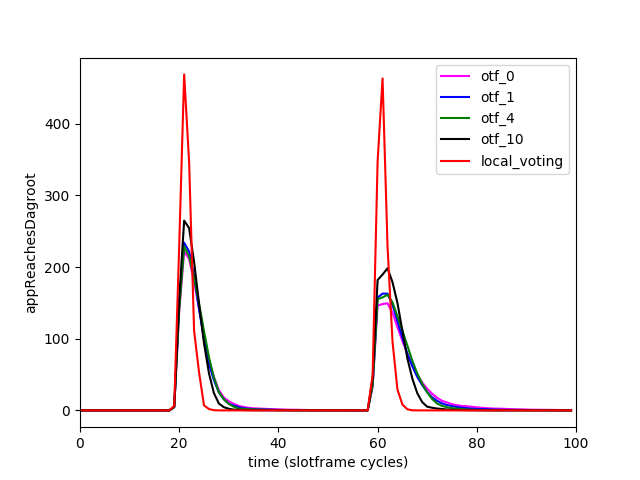 otf_0
otf_1
otf_4
otf_10
local_voting
400
300
200
100
0
appReachesDagroot
0 20 40 60 80 100
time (slotframe cycles)